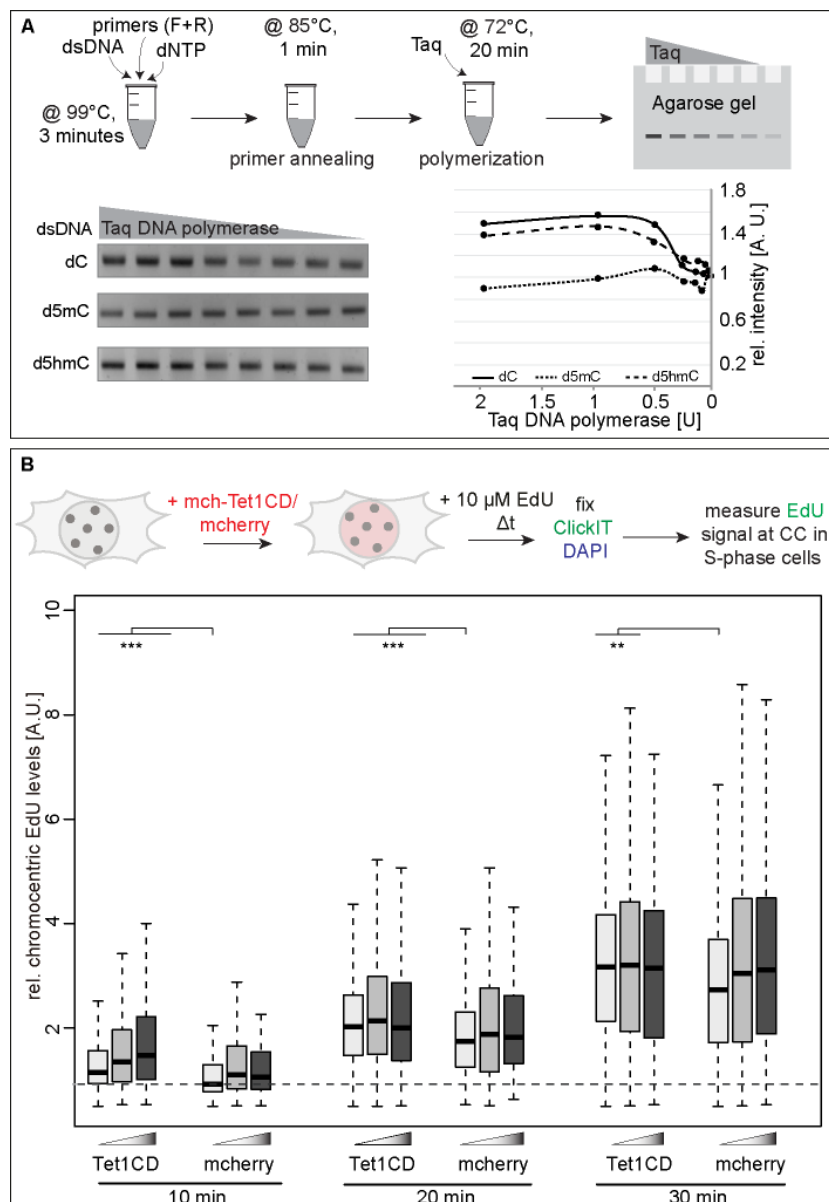 A
primers (F+R)
dsDNA
dNTP
@ 99°C,
3 minutes
@ 85°C,
1 min
primer annealing
@ 72°C,
20 min
Taq
polymerization
Taq
Agarose gel
dsDNA
Taq DNA polymerase
dC
d5mC
d5hmC
1.8
1.4
1
0.6
0.2
rel. intensity [A. U.]
dC
d5mC
d5hmC
2
1.5
1
0.5
0
Taq DNA polymerase [U]
B
+ mch-Tet1CD/
mcherry
+ 10 µM EdU
Δt
fix
ClickIT
DAPI
measure EdU
signal at CC in
S-phase cells
rel. chromocentric EdU levels [A.U.]
10
8
6
4
2
***
***
**
Tet1CD
mcherry
Tet1CD
mcherry
Tet1CD
mcherry
10 min
20 min
30 min